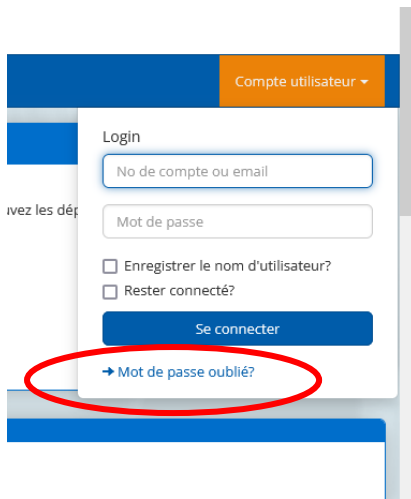 Compte utilisateur
Login
No de compte ou email
uvez les dép
Mot de passe
Enregistrer le nom d'utilisateur?
Rester connecté?
Se connecter
Mot de passe oublié?